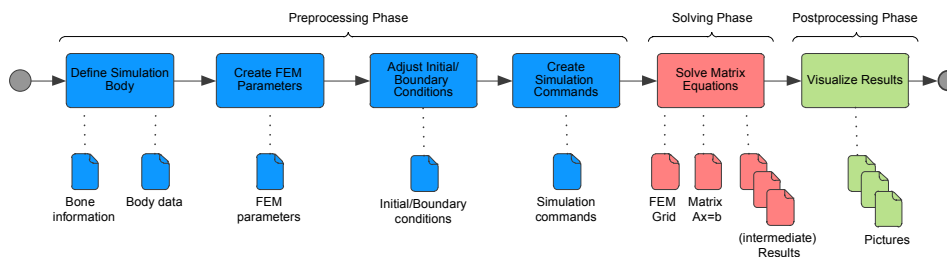 Preprocessing Phase
Solving Phase
Postprocessing Phase
Define Simulation
Body
Create FEM
Parameters
Adjust Initial/
Boundary
Conditions
Create
Simulation
Commands
Solve Matrix
Equations
Visualize Results
Bone
information
Body data
FEM
parameters
Initial/Boundary
conditions
Simulation
commands
FEM
Grid
Matrix
Ax=b
(intermediate)
Results
Pictures